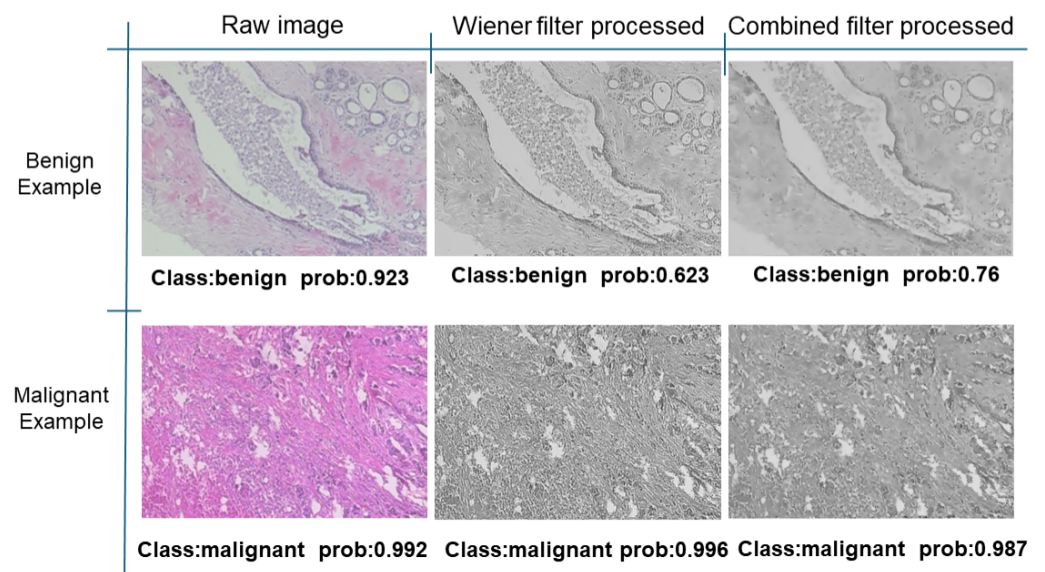 Raw image
Wiener filter processed
Combined filter processed
Benign
Example
Class:benign prob:0.923
Class:benign prob:0.623
Class:benign prob:0.76
Malignant
Example
Class:malignant prob:0.992
Class:malignant prob:0.996
Class:malignant prob:0.987